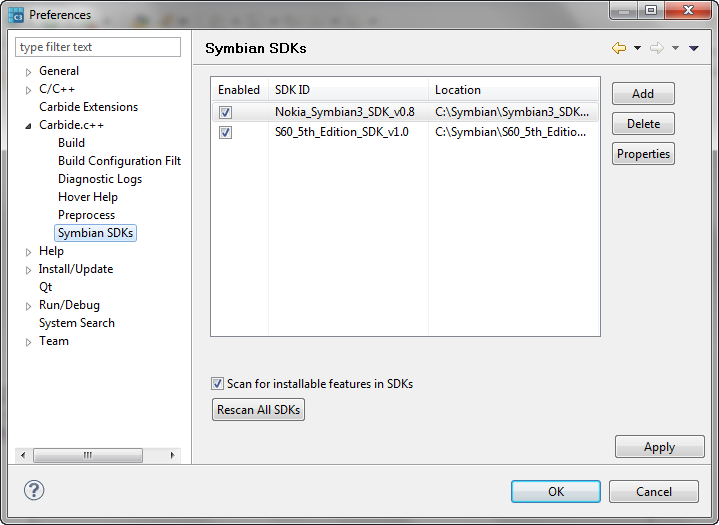 Preferences
type filter text
General
C/C++
Carbide Extensions
Carbide.c++
Build
Build Configuration Filt
Diagnostic Logs
Hover Help
Preprocess
Symbian SDKs
Help
Install/Update
Qt
Run/Debug
System Search
Team
Symbian SDKs
Enabled SDK ID Location
Nokia_Symbian3_SDK_v0.8 C:\Symbian\Symbian3_SDK...
S60_5th_Edition_SDK_v1.0 C:\Symbian\S60_5th_Editio...
Add
Delete
Properties
Scan for installable features in SDKs
Rescan All SDKs
Apply
OK Cancel